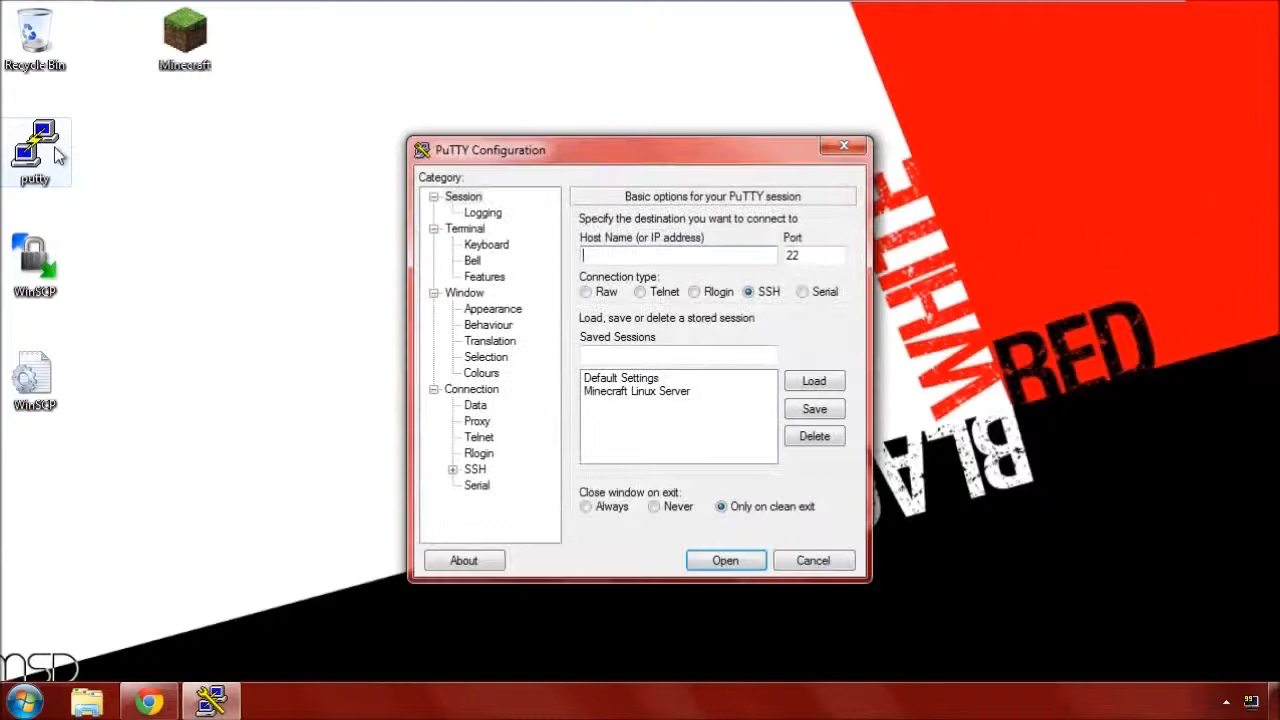 Recycle Bin
Minecraft
putty
WinSCP
WinSCP
PuTTY Configuration
Category:
Session
Logging
Terminal
Keyboard
Bell
Features
Window
Appearance
Behaviour
Translation
Selection
Colours
Connection
Data
Proxy
Telnet
Rlogin
SSH
Serial
Basic options for your PuTTY session
Specify the destination you want to connect to
Host Name (or IP address)
Port
22
Connection type:
Raw
Telnet
Rlogin
SSH
Serial
Load, save or delete a stored session
Saved Sessions
Default Settings
Minecraft Linux Server
Load
Save
Delete
Close window on exit:
Always
Never
Only on clean exit
About
Open
Cancel
WHITE
RED
99